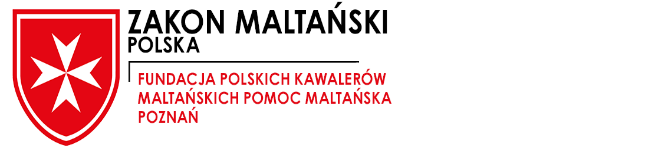 ZAKON MALTAŃSKI
POLSKA
FUNDACJA POLSKICH KAWALERÓW
MALTAŃSKICH POMOC MALTAŃSKA
POZNAŃ